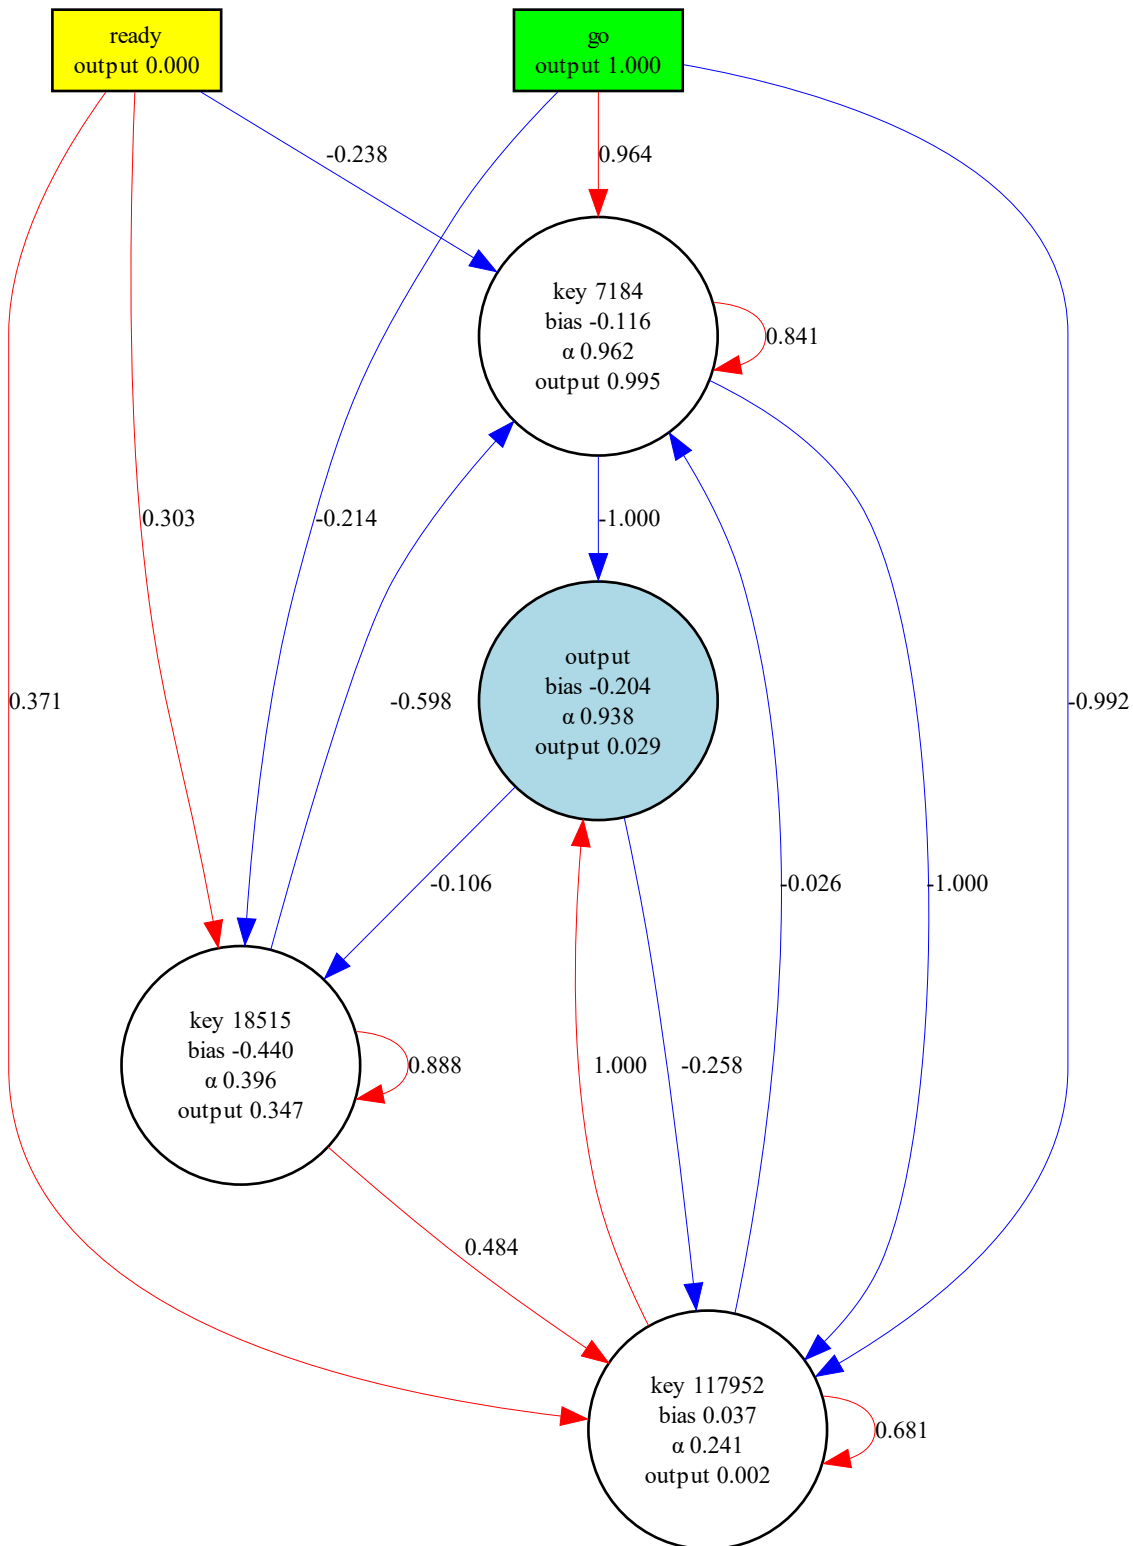 ready
output 0.000
go
output 1.000
-0.238
0.964
key 7184
bias -0.116
α 0.962
output 0.995
0.841
0.303
-0.214
-1.000
output
bias -0.204
α 0.938
output 0.029
0.371
-0.598
-0.992
-0.106
-0.026
-1.000
key 18515
bias -0.440
α 0.396
output 0.347
0.888
1.000
-0.258
0.484
key 117952
bias 0.037
α 0.241
output 0.002
0.681